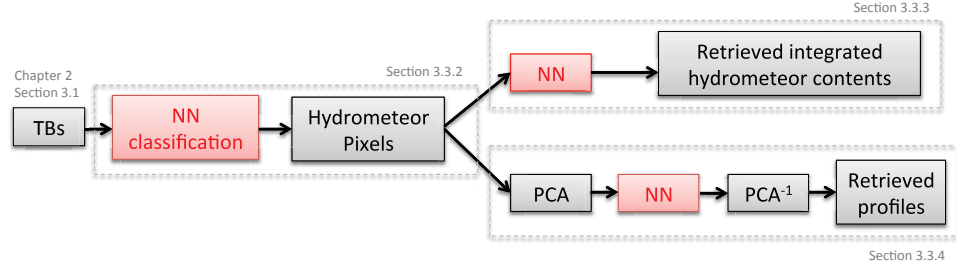 Section 3.3.3
Chapter 2
Section 3.1
Section 3.3.2
TBs
NN
classification
Hydrometeor
Pixels
NN
Retrieved integrated
hydrometeor contents
PCA
NN
PCA-1
Retrieved
profiles
Section 3.3.4